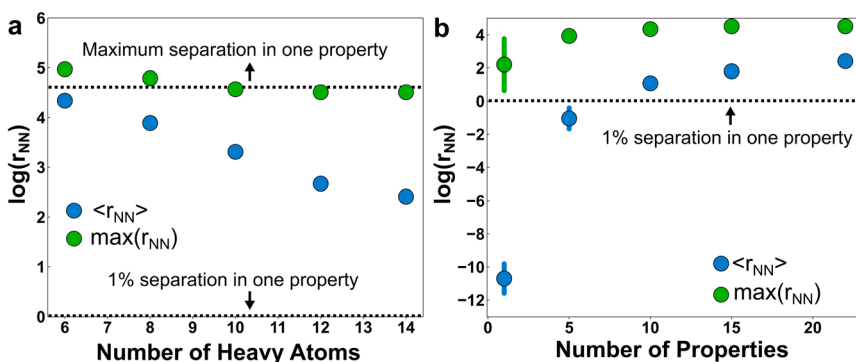 a
6
5
4
3
2
1
0
log(r_NN)
Maximum separation in one property
<r_NN>
max(r_NN)
1% separation in one property
6 7 8 9 10 11 12 13 14
Number of Heavy Atoms
b
4
2
0
−2
−4
−6
−8
−10
−12
log(r_NN)
1% separation in one property
<r_NN>
max(r_NN)
0 5 10 15 20
Number of Properties